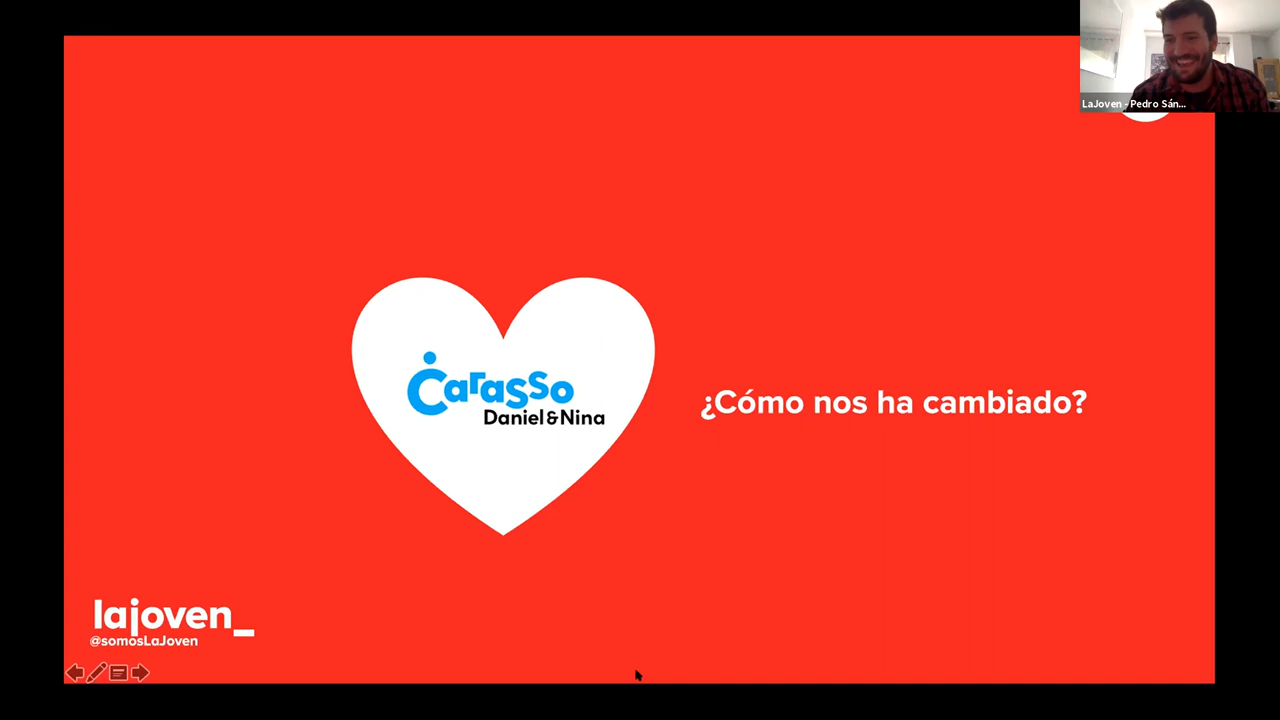 LaJoven - Pedro Sán...
Carasso
Daniel&Nina
¿Cómo nos ha cambiado?
lajoven_
@somosLaJoven